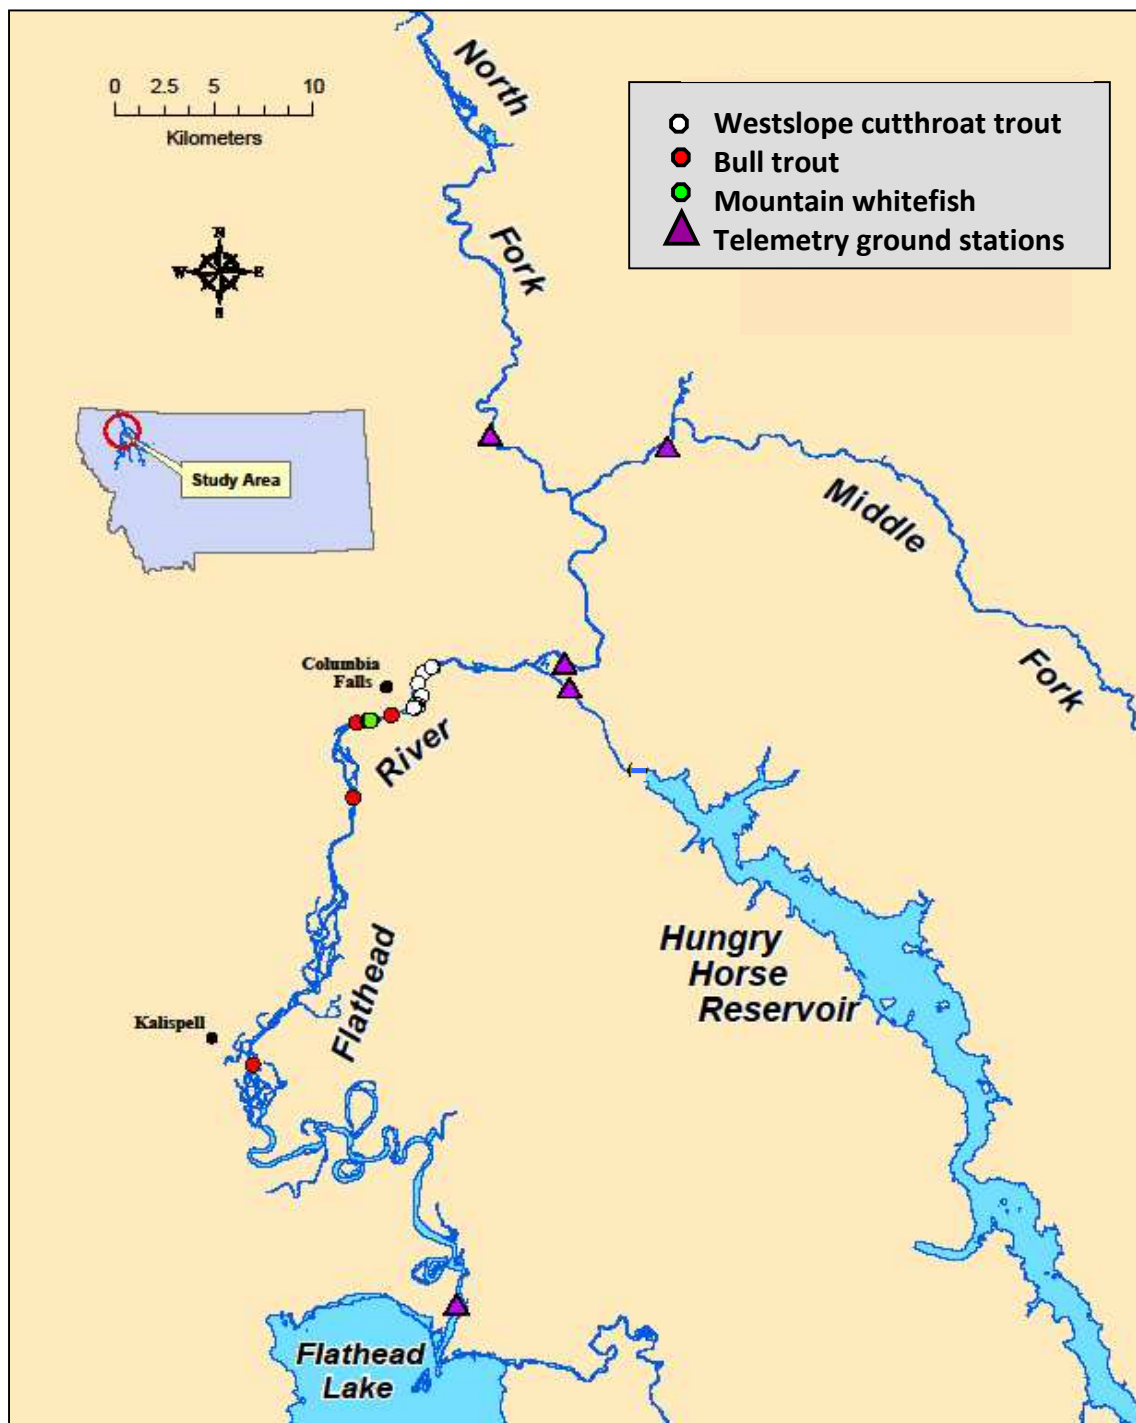 North
0 2.5 5 10
Kilometers
Westslope cutthroat trout
Bull trout
Mountain whitefish
Telemetry ground stations
N
W E
S
Fork
Study Area
Middle
Fork
Columbia
Falls
River
Hungry
Horse
Reservoir
Flathead
Kalispell
Flathead
Lake